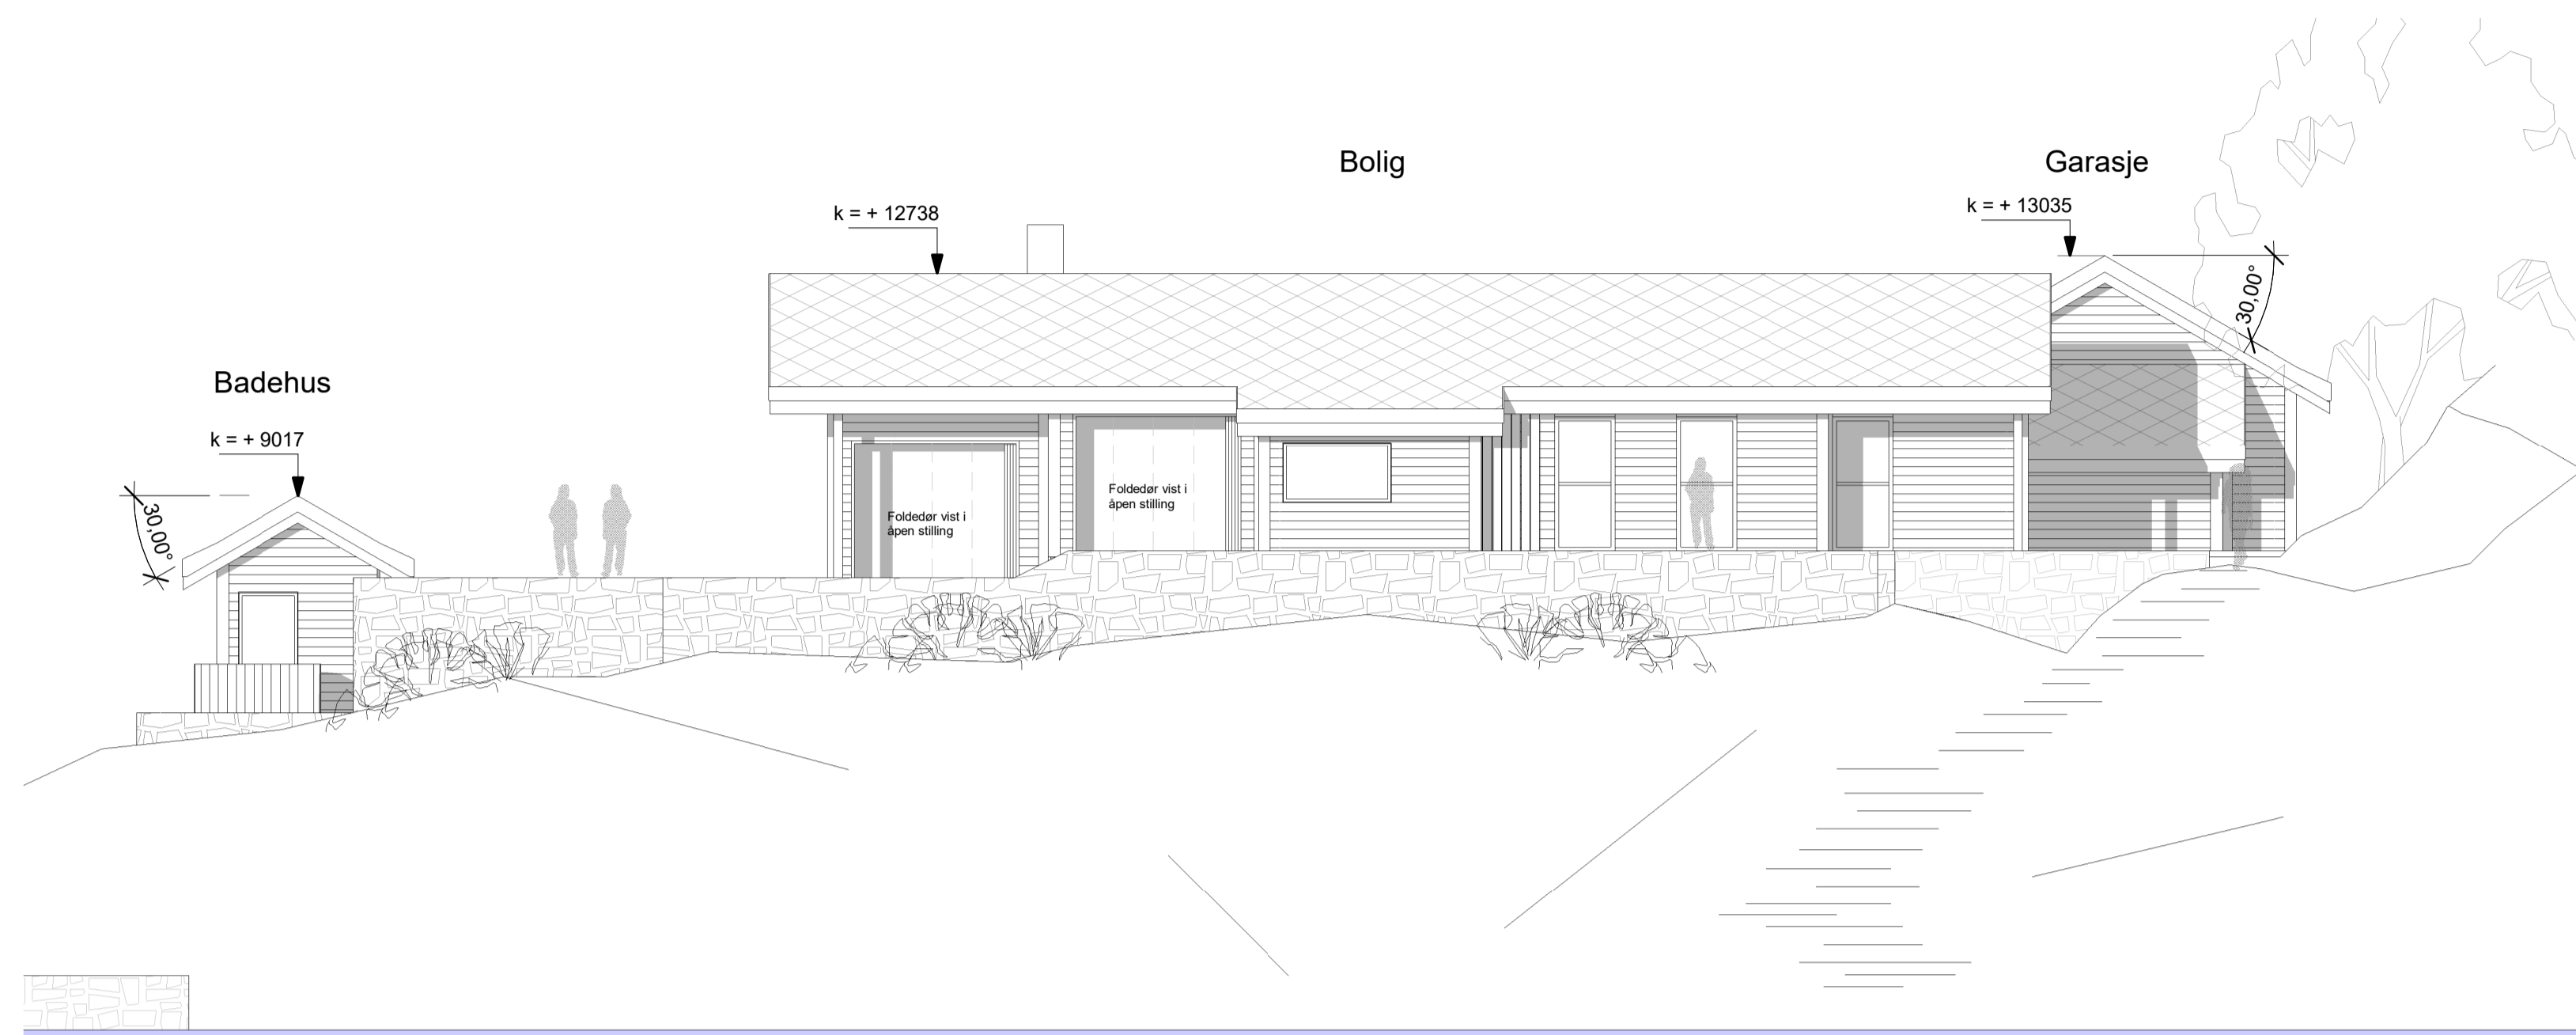 Bolig
Garasje
k = + 12738
k = + 13035
30,00°
Badehus
k = + 9017
30,00°
Foldedør vist i
åpen stilling
Foldedør vist i
åpen stilling